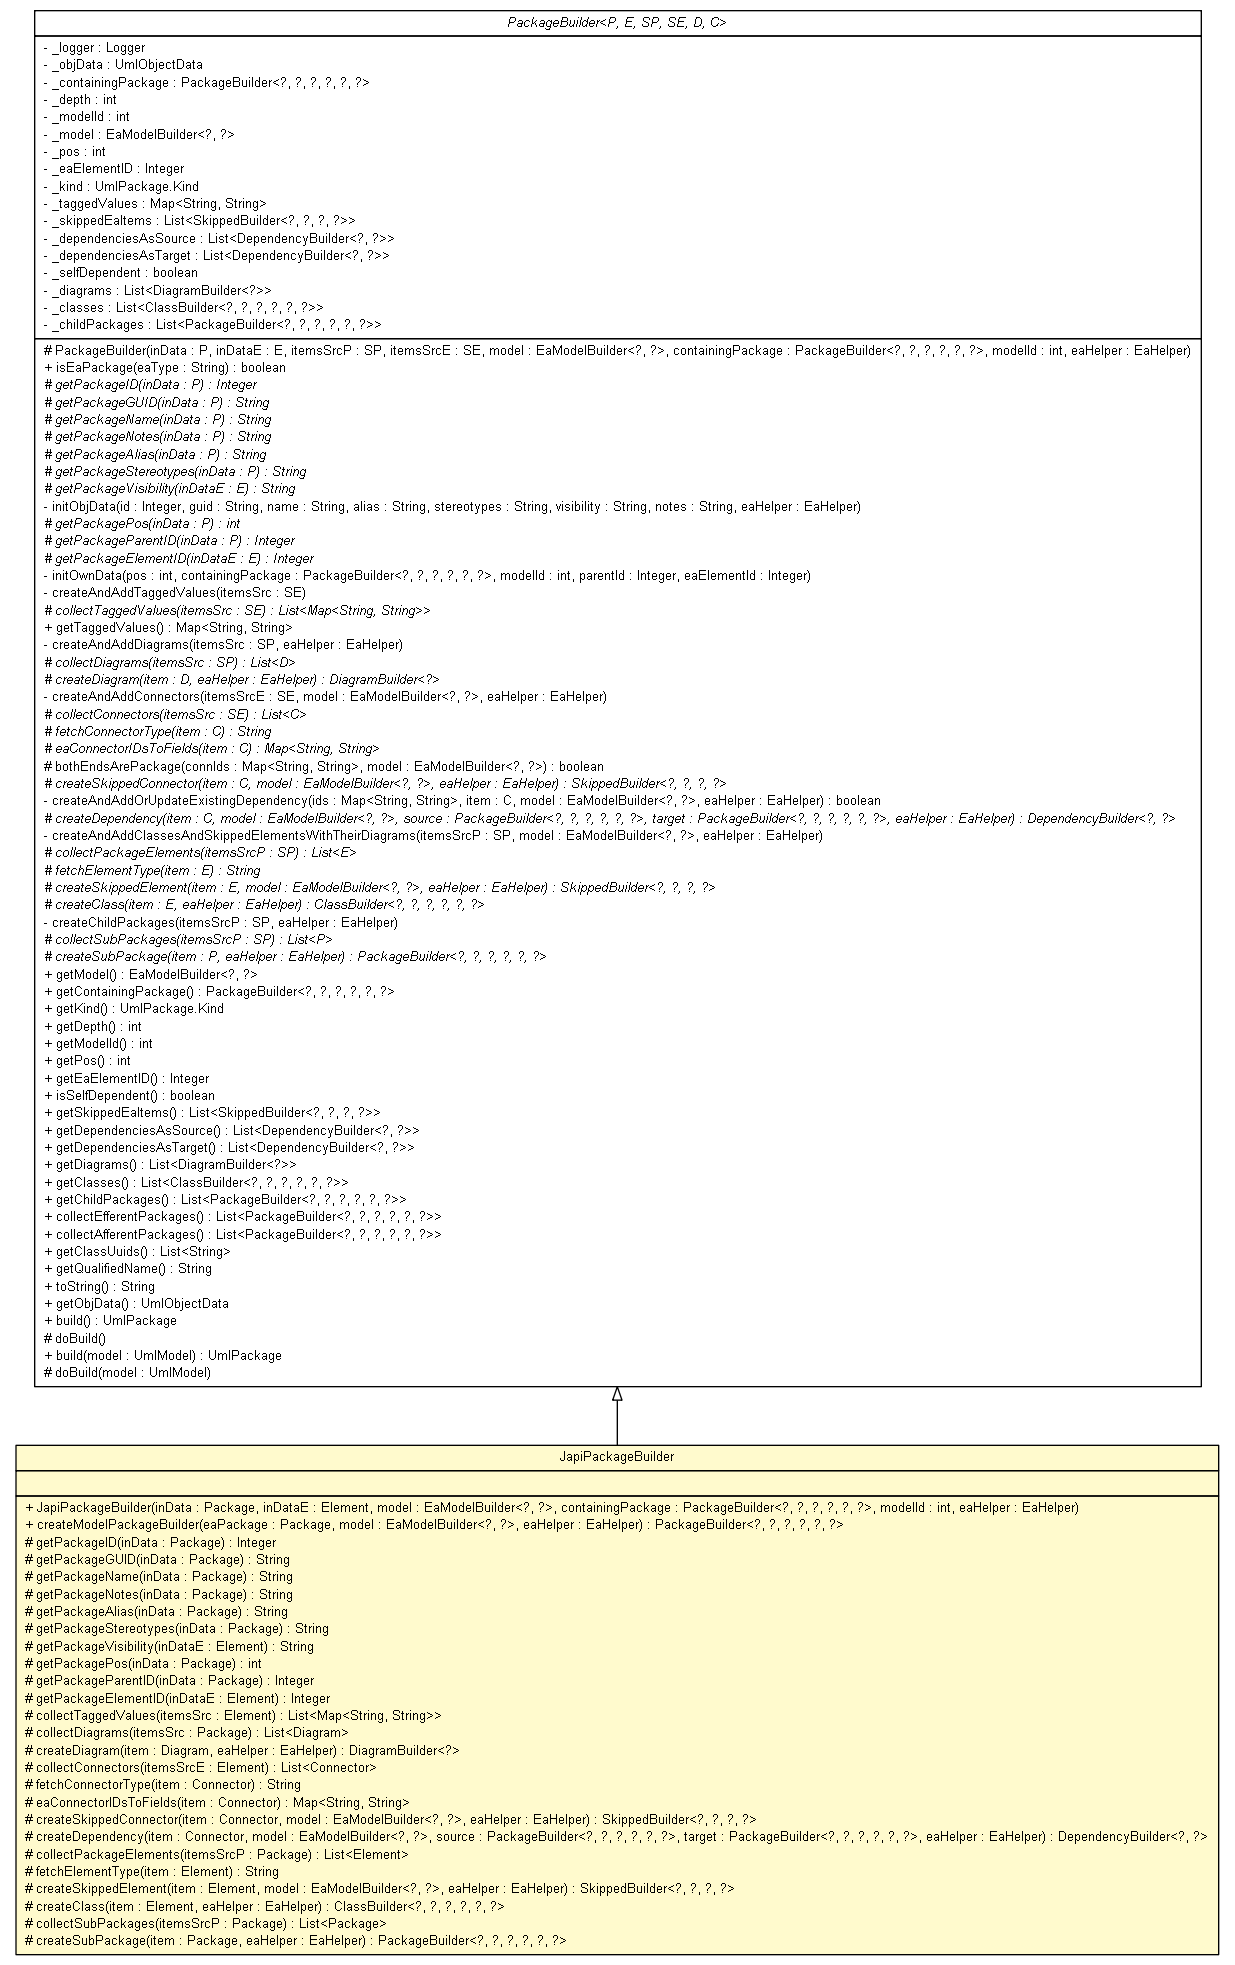 PackageBuilder<P, E, SP, SE, D, C>
- _logger : Logger
- _objData : UmlObjectData
- _containingPackage : PackageBuilder<?, ?, ?, ?, ?, ?>
- _depth : int
- _modelId : int
- _model : EaModelBuilder<?, ?>
- _pos : int
- _eaElementID : Integer
- _kind : UmlPackage.Kind
- _taggedValues : Map<String, String>
- _skippedEaItems : List<SkippedBuilder<?, ?, ?, ?>>
- _dependenciesAsSource : List<DependencyBuilder<?, ?>>
- _dependenciesAsTarget : List<DependencyBuilder<?, ?>>
- _selfDependent : boolean
- _diagrams : List<DiagramBuilder<?>>
- _classes : List<ClassBuilder<?, ?, ?, ?, ?, ?>>
- _childPackages : List<PackageBuilder<?, ?, ?, ?, ?, ?>>
# PackageBuilder(inData : P, inDataE : E, itemsSrcP : SP, itemsSrcE : SE, model : EaModelBuilder<?, ?>, containingPackage : PackageBuilder<?, ?, ?, ?, ?, ?>, modelId : int, eaHelper : EaHelper)
+ isEaPackage(eaType : String) : boolean
# getPackageID(inData : P) : Integer
# getPackageGUID(inData : P) : String
# getPackageName(inData : P) : String
# getPackageNotes(inData : P) : String
# getPackageAlias(inData : P) : String
# getPackageStereotypes(inData : P) : String
# getPackageVisibility(inDataE : E) : String
- initObjData(id : Integer, guid : String, name : String, alias : String, stereotypes : String, visibility : String, notes : String, eaHelper : EaHelper)
# getPackagePos(inData : P) : int
# getPackageParentID(inData : P) : Integer
# getPackageElementID(inDataE : E) : Integer
- initOwnData(pos : int, containingPackage : PackageBuilder<?, ?, ?, ?, ?, ?>, modelId : int, parentId : Integer, eaElementId : Integer)
- createAndAddTaggedValues(itemsSrc : SE)
# collectTaggedValues(itemsSrc : SE) : List<Map<String, String>>
+ getTaggedValues() : Map<String, String>
- createAndAddDiagrams(itemsSrc : SP, eaHelper : EaHelper)
# collectDiagrams(itemsSrc : SP) : List<D>
# createDiagram(item : D, eaHelper : EaHelper) : DiagramBuilder<?>
- createAndAddConnectors(itemsSrcE : SE, model : EaModelBuilder<?, ?>, eaHelper : EaHelper)
# collectConnectors(itemsSrc : SE) : List<C>
# fetchConnectorType(item : C) : String
# eaConnectorIDsToFields(item : C) : Map<String, String>
# bothEndsArePackage(connIds : Map<String, String>, model : EaModelBuilder<?, ?>) : boolean
# createSkippedConnector(item : C, model : EaModelBuilder<?, ?>, eaHelper : EaHelper) : SkippedBuilder<?, ?, ?, ?>
- createAndAddOrUpdateExistingDependency(ids : Map<String, String>, item : C, model : EaModelBuilder<?, ?>, eaHelper : EaHelper) : boolean
# createDependency(item : C, model : EaModelBuilder<?, ?>, source : PackageBuilder<?, ?, ?, ?, ?, ?>, target : PackageBuilder<?, ?, ?, ?, ?, ?>, eaHelper : EaHelper) : DependencyBuilder<?, ?>
- createAndAddClassesAndSkippedElementsWithTheirDiagrams(itemsSrcP : SP, model : EaModelBuilder<?, ?>, eaHelper : EaHelper)
# collectPackageElements(itemsSrcP : SP) : List<E>
# fetchElementType(item : E) : String
# createSkippedElement(item : E, model : EaModelBuilder<?, ?>, eaHelper : EaHelper) : SkippedBuilder<?, ?, ?, ?>
# createClass(item : E, eaHelper : EaHelper) : ClassBuilder<?, ?, ?, ?, ?, ?>
- createChildPackages(itemsSrcP : SP, eaHelper : EaHelper)
# collectSubPackages(itemsSrcP : SP) : List<P>
# createSubPackage(item : P, eaHelper : EaHelper) : PackageBuilder<?, ?, ?, ?, ?, ?>
+ getModel() : EaModelBuilder<?, ?>
+ getContainingPackage() : PackageBuilder<?, ?, ?, ?, ?, ?>
+ getKind() : UmlPackage.Kind
+ getDepth() : int
+ getModelId() : int
+ getPos() : int
+ getEaElementID() : Integer
+ isSelfDependent() : boolean
+ getSkippedEaItems() : List<SkippedBuilder<?, ?, ?, ?>>
+ getDependenciesAsSource() : List<DependencyBuilder<?, ?>>
+ getDependenciesAsTarget() : List<DependencyBuilder<?, ?>>
+ getDiagrams() : List<DiagramBuilder<?>>
+ getClasses() : List<ClassBuilder<?, ?, ?, ?, ?, ?>>
+ getChildPackages() : List<PackageBuilder<?, ?, ?, ?, ?, ?>>
+ collectEfferentPackages() : List<PackageBuilder<?, ?, ?, ?, ?, ?>>
+ collectAfferentPackages() : List<PackageBuilder<?, ?, ?, ?, ?, ?>>
+ getClassUuids() : List<String>
+ getQualifiedName() : String
+ toString() : String
+ getObjData() : UmlObjectData
+ build() : UmlPackage
# doBuild()
+ build(model : UmlModel) : UmlPackage
# doBuild(model : UmlModel)
JapiPackageBuilder
+ JapiPackageBuilder(inData : Package, inDataE : Element, model : EaModelBuilder<?, ?>, containingPackage : PackageBuilder<?, ?, ?, ?, ?, ?>, modelId : int, eaHelper : EaHelper)
+ createModelPackageBuilder(eaPackage : Package, model : EaModelBuilder<?, ?>, eaHelper : EaHelper) : PackageBuilder<?, ?, ?, ?, ?, ?>
# getPackageID(inData : Package) : Integer
# getPackageGUID(inData : Package) : String
# getPackageName(inData : Package) : String
# getPackageNotes(inData : Package) : String
# getPackageAlias(inData : Package) : String
# getPackageStereotypes(inData : Package) : String
# getPackageVisibility(inDataE : Element) : String
# getPackagePos(inData : Package) : int
# getPackageParentID(inData : Package) : Integer
# getPackageElementID(inDataE : Element) : Integer
# collectTaggedValues(itemsSrc : Element) : List<Map<String, String>>
# collectDiagrams(itemsSrc : Package) : List<Diagram>
# createDiagram(item : Diagram, eaHelper : EaHelper) : DiagramBuilder<?>
# collectConnectors(itemsSrcE : Element) : List<Connector>
# fetchConnectorType(item : Connector) : String
# eaConnectorIDsToFields(item : Connector) : Map<String, String>
# createSkippedConnector(item : Connector, model : EaModelBuilder<?, ?>, eaHelper : EaHelper) : SkippedBuilder<?, ?, ?, ?>
# createDependency(item : Connector, model : EaModelBuilder<?, ?>, source : PackageBuilder<?, ?, ?, ?, ?, ?>, target : PackageBuilder<?, ?, ?, ?, ?, ?>, eaHelper : EaHelper) : DependencyBuilder<?, ?>
# collectPackageElements(itemsSrcP : Package) : List<Element>
# fetchElementType(item : Element) : String
# createSkippedElement(item : Element, model : EaModelBuilder<?, ?>, eaHelper : EaHelper) : SkippedBuilder<?, ?, ?, ?>
# createClass(item : Element, eaHelper : EaHelper) : ClassBuilder<?, ?, ?, ?, ?, ?>
# collectSubPackages(itemsSrcP : Package) : List<Package>
# createSubPackage(item : Package, eaHelper : EaHelper) : PackageBuilder<?, ?, ?, ?, ?, ?>